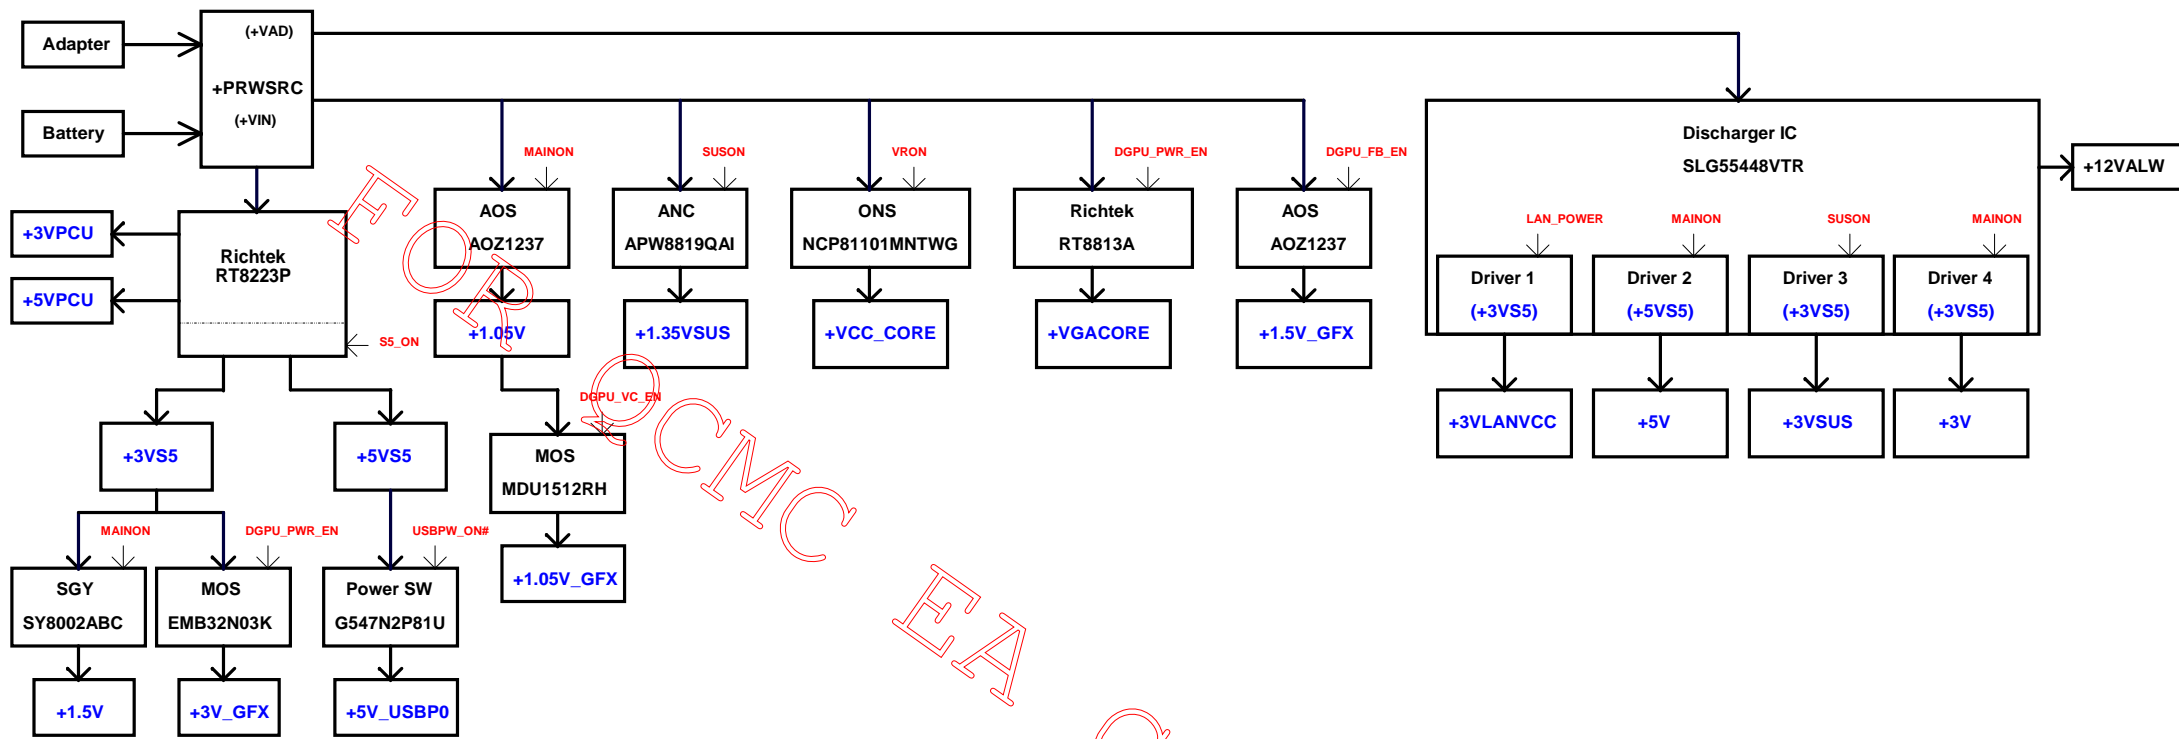 Adapter
Battery
(+VAD)
+PRWSRC
(+VIN)
MAINON
SUSON
VRON
DGPU_PWR_EN
DGPU_FB_EN
Discharger IC
SLG55448VTR
+12VALW
+3VPCU
+5VPCU
Richtek
RT8223P
S5_ON
AOS
AOZ1237
ANC
APW8819QAI
ONS
NCP81101MNTWG
Richtek
RT8813A
AOS
AOZ1237
LAN_POWER
MAINON
SUSON
MAINON
Driver 1
(+3VS5)
Driver 2
(+5VS5)
Driver 3
(+3VS5)
Driver 4
(+3VS5)
+1.05V
+1.35VSUS
+VCC_CORE
+VGACORE
+1.5V_GFX
+3VLANVCC
+5V
+3VSUS
+3V
DGPU_VC_EN
+3VS5
+5VS5
MOS
MDU1512RH
+1.05V_GFX
MAINON
DGPU_PWR_EN
USBPW_ON#
SGY
SY8002ABC
MOS
EMB32N03K
Power SW
G547N2P81U
+1.5V
+3V_GFX
+5V_USBP0
FOR QCMC EA